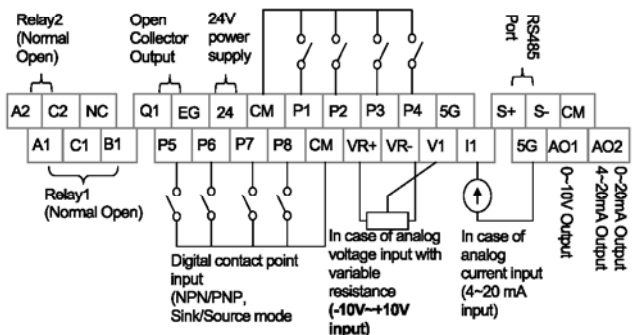 Relay2
(Normal
Open)
Open
Collector
Output
24V
power
supply
RS485
Port
A2 C2 NC Q1 EG 24 CM P1 P2 P3 P4 5G S+ S- CM
A1 C1 B1 P5 P6 P7 P8 CM VR+ VR- V1 I1 5G AO1 AO2
Relay1
(Normal Open)
Digital contact point
input
(NPN/PNP,
Sink/Source mode
In case of analog
voltage input with
variable
resistance
(-10V~+10V
input)
In case of
analog
current input
(4~20 mA
input)
0~10V Output
4~20mA Output
0~20mA Output